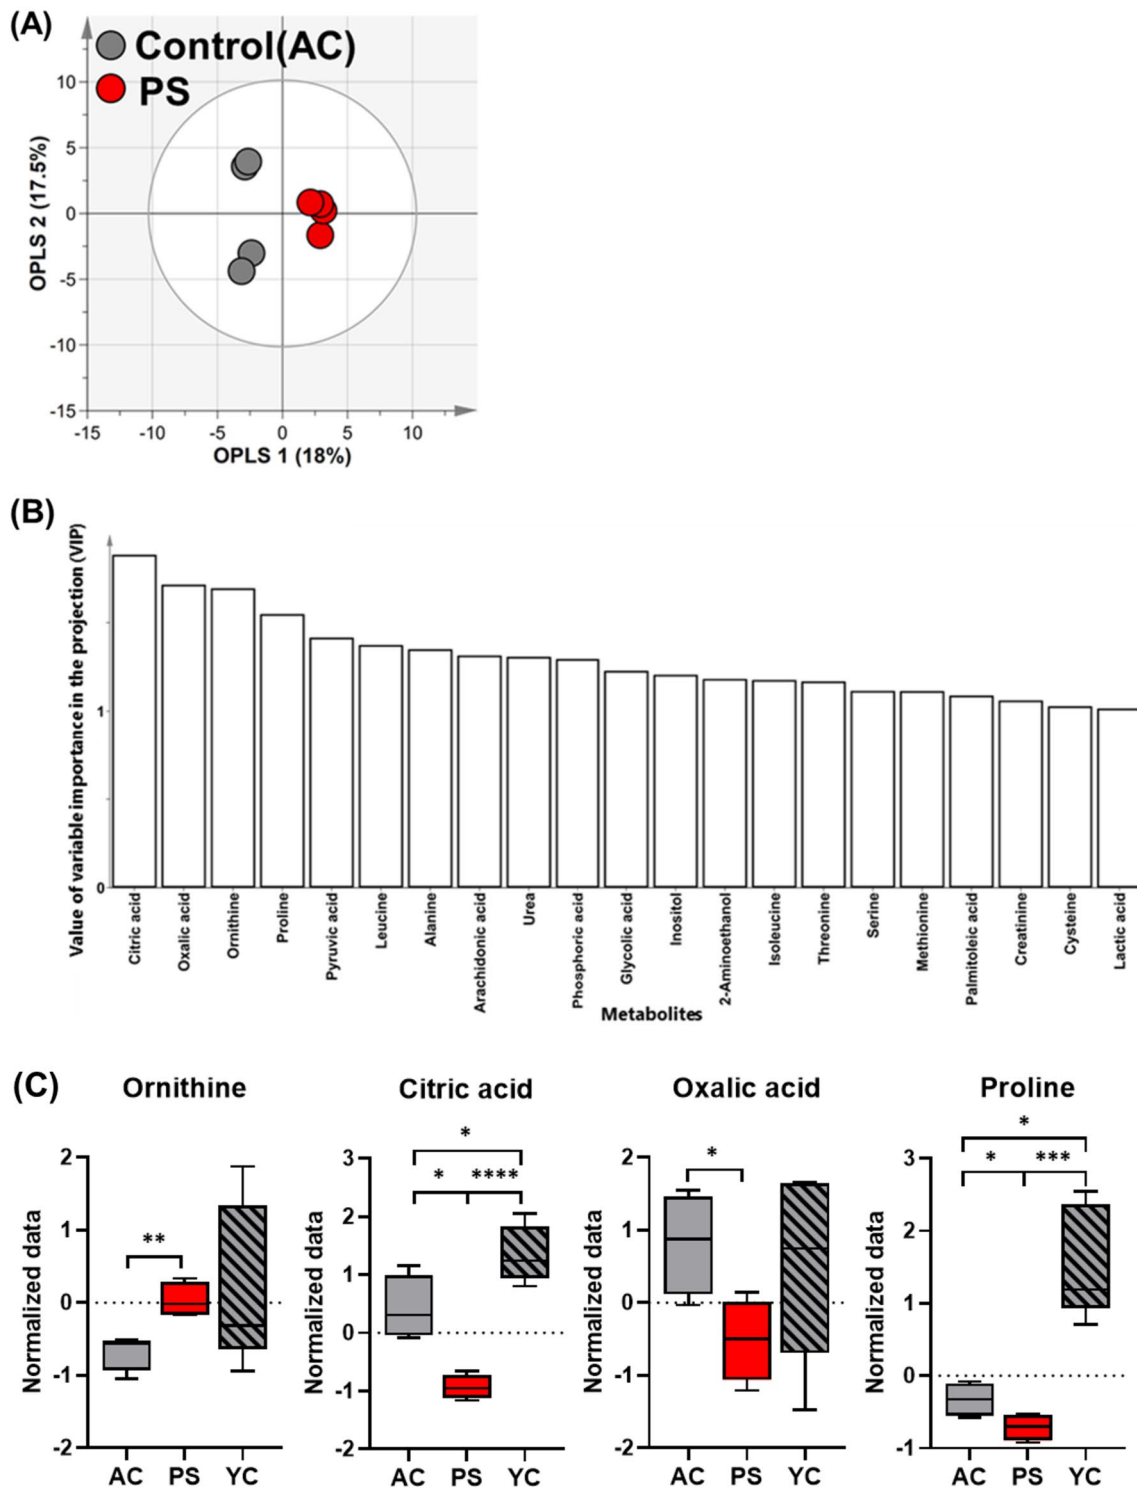 (A)
Control(AC)
PS
OPLS 2 (17.5%)
10
5
0
-5
-10
-15
-15 -10 -5 0 5 10
OPLS 1 (18%)
(B)
Value of variable importance in the projection (VIP)
1
0
Citric acid
Oxalic acid
Ornithine
Proline
Pyruvic acid
Leucine
Alanine
Arachidonic acid
Urea
Phosphoric acid
Glycolic acid
Inositol
2-Aminoethanol
Isoleucine
Threonine
Serine
Methionine
Palmitoleic acid
Creatinine
Cysteine
Lactic acid
Metabolites
(C)
Ornithine
Normalized data
2
1
0
-1
-2
**
AC PS YC
Citric acid
Normalized data
3
2
1
0
-1
-2
*
* ****
AC PS YC
Oxalic acid
Normalized data
2
1
0
-1
-2
*
AC PS YC
Proline
Normalized data
3
2
1
0
-1
*
* ***
AC PS YC